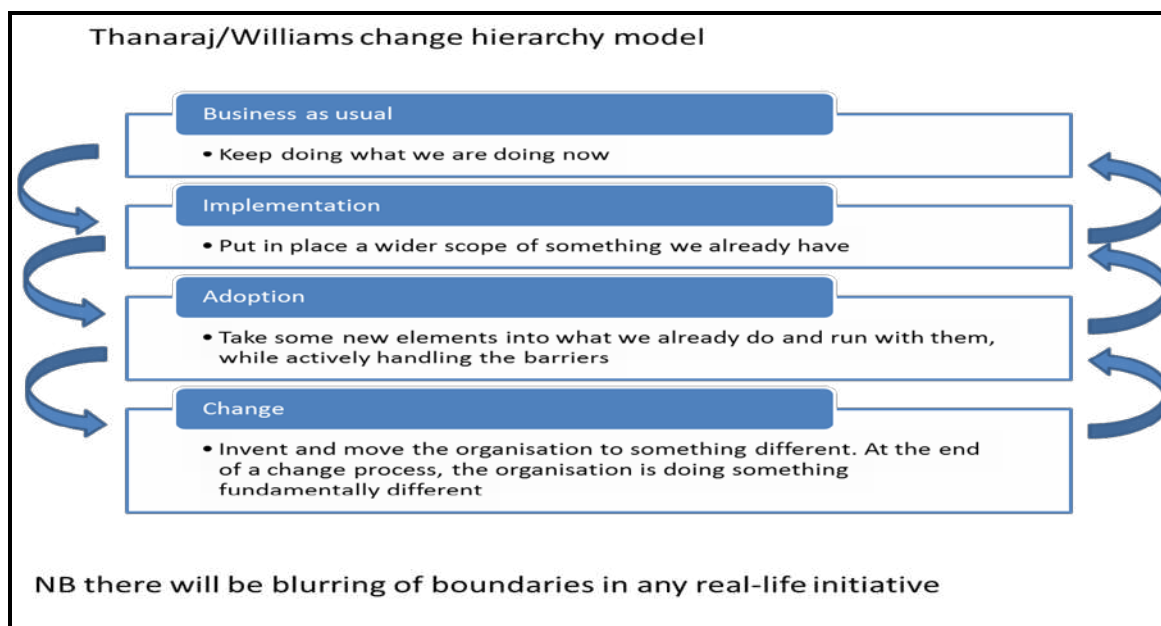 Thanaraj/Williams change hierarchy model
Business as usual
• Keep doing what we are doing now
Implementation
• Put in place a wider scope of something we already have
Adoption
• Take some new elements into what we already do and run with them,
while actively handling the barriers
Change
• Invent and move the organisation to something different. At the end
of a change process, the organisation is doing something
fundamentally different
NB there will be blurring of boundaries in any real-life initiative